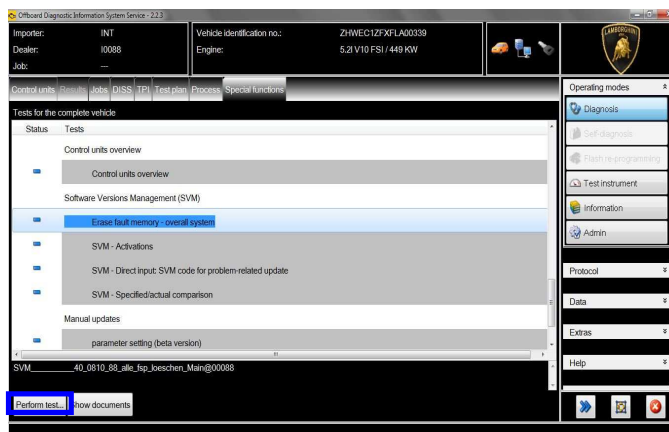 Offboard Diagnostic Information System Service - 2.2.3
Importer: INT
Dealer: I0088
Job: ---
Vehicle identification no.: ZHWEC1ZFXFLA00339
Engine: 5.2l V10 FSI / 449 KW
LAMBORGHINI
Control units Results Jobs DISS TPI Test plan Process Special functions
Tests for the complete vehicle
Status Tests
Control units overview
Control units overview
Software Versions Management (SVM)
Erase fault memory - overall system
SVM - Activations
SVM - Direct input: SVM code for problem-related update
SVM - Specified/actual comparison
Manual updates
parameter setting (beta version)
SVM______40_0810_88_alle_fsp_loeschen_Main@00088
Perform test... Show documents
Operating modes
Diagnosis
Self-diagnosis
Flash re-programming
Test instrument
Information
Admin
Protocol
Data
Extras
Help